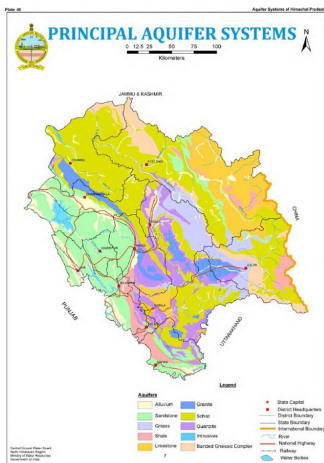 Plate 40
Aquifer Systems of Himachal Pradesh
PRINCIPAL AQUIFER SYSTEMS
N
0 12.5 25 50 75 100
Kilometers
JAMMU & KASHMIR
CHINA
PUNJAB
UTTARAKHAND
Legend
Aquifers
Alluvium
Sandstone
Gneiss
Shale
Limestone
Granite
Schist
Quartzite
Intrusives
Banded Gneissic Complex
State Capital
District Headquarters
District Boundary
State Boundary
International Boundary
River
National Highway
Railway
Water Bodies
Central Ground Water Board
North Himalayan Region
Ministry of Water Resources
Government of India
7